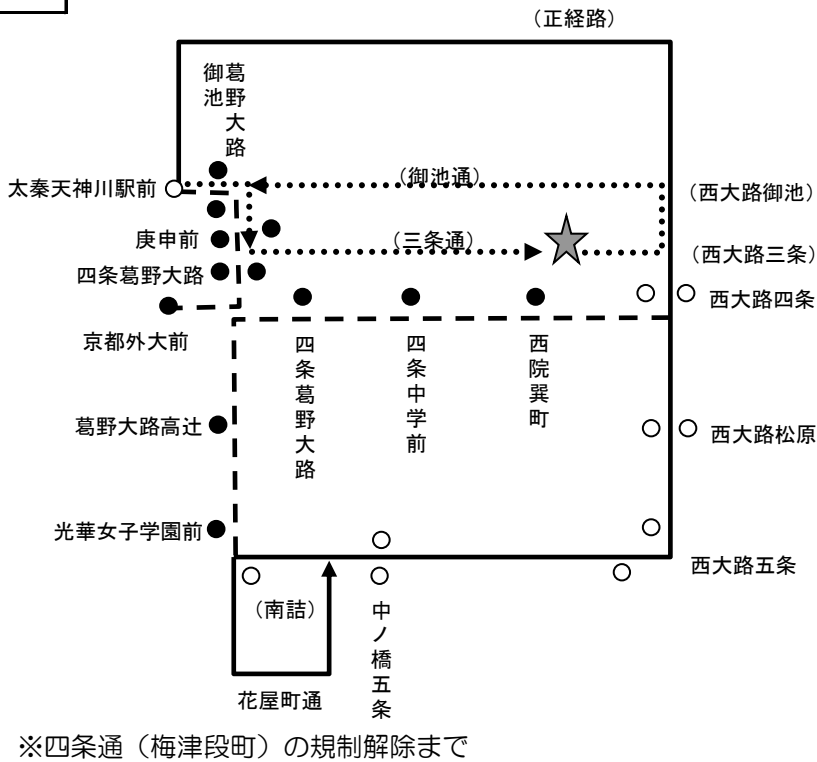 （正経路）
葛野大路
御池
太秦天神川駅前
（御池通）
（西大路御池）
庚申前
（三条通）
（西大路三条）
四条葛野大路
西大路四条
京都外大前
四条葛野大路
四条中学前
西院巽町
葛野大路高辻
西大路松原
光華女子学園前
西大路五条
（南詰）
中ノ橋五条
花屋町通
※四条通（梅津段町）の規制解除まで